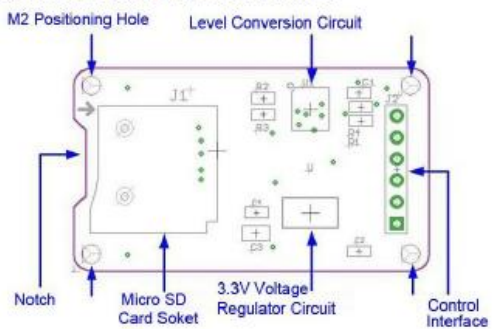 M2 Positioning Hole
Level Conversion Circuit
J1
R2
R3
C1
R4
R1
J2
C4
C3
C2
Notch
Micro SD
Card Soket
3.3V Voltage
Regulator Circuit
Control
Interface